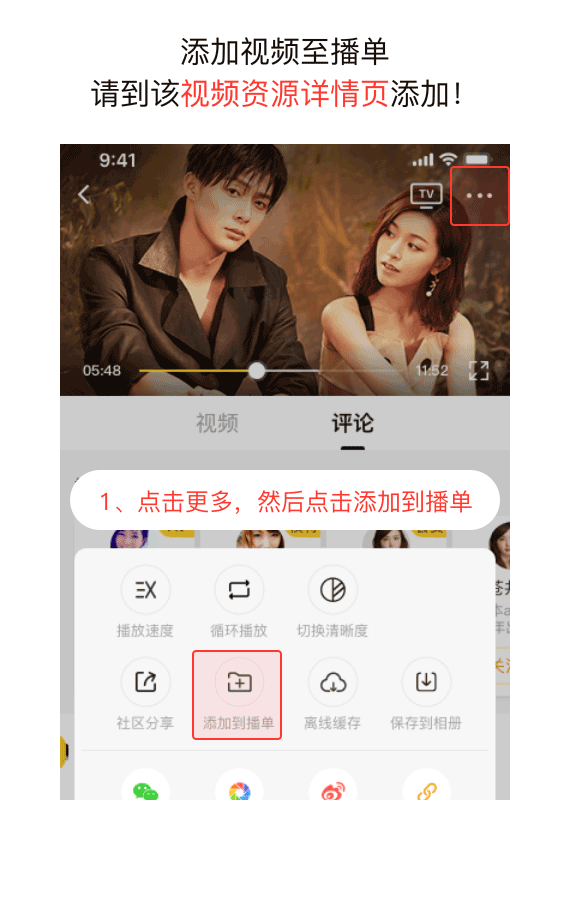 添加视频至播单
请到该视频资源详情页添加！
9:41
TV
05:48
11:52
视频
评论
1、点击更多，然后点击添加到播单
播放速度
循环播放
切换清晰度
社区分享
添加到播单
离线缓存
保存到相册